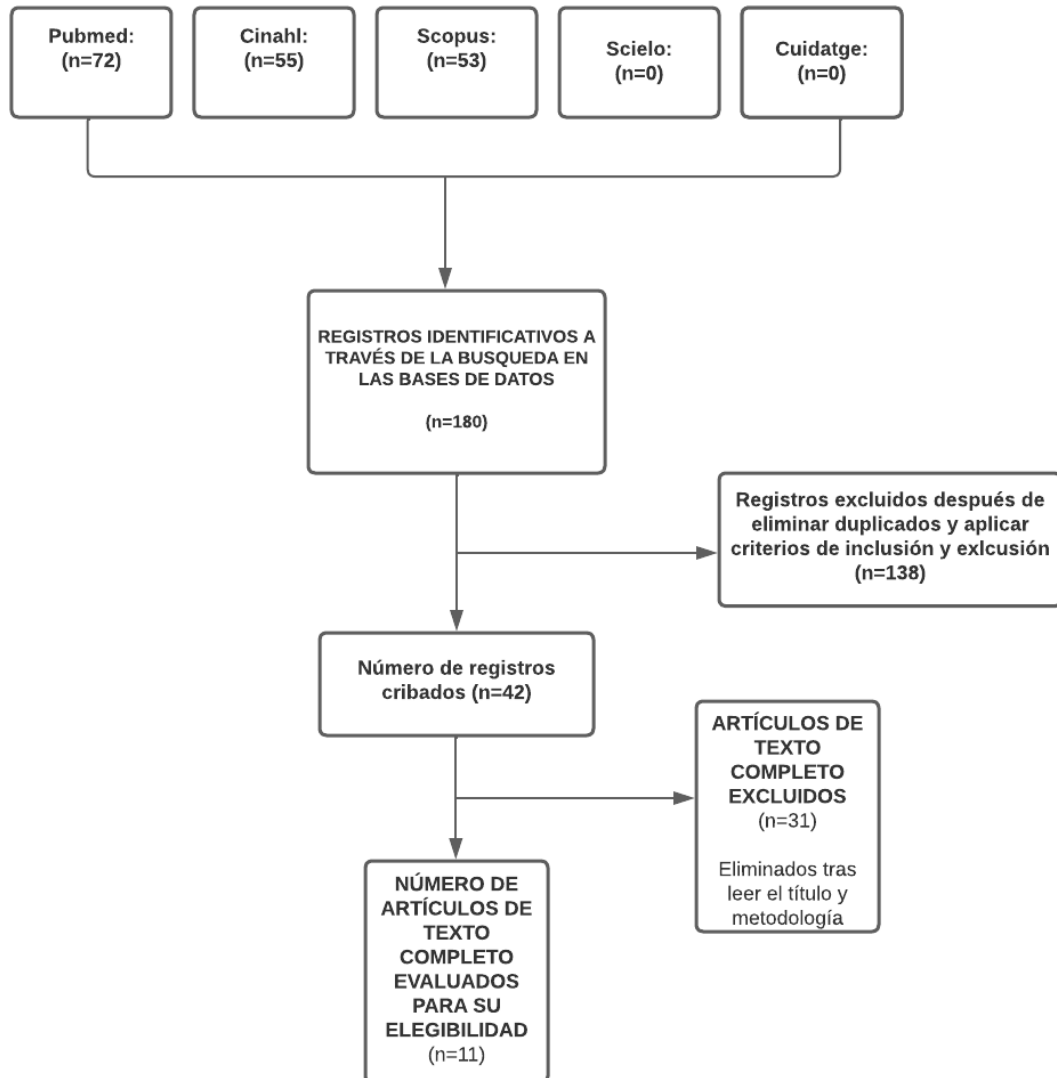 Pubmed:
(n=72)
Cinahl:
(n=55)
Scopus:
(n=53)
Scielo:
(n=0)
Cuidatge:
(n=0)
REGISTROS IDENTIFICATIVOS A
TRAVÉS DE LA BUSQUEDA EN
LAS BASES DE DATOS
(n=180)
Registros excluidos después de
eliminar duplicados y aplicar
criterios de inclusión y exlcusión
(n=138)
Número de registros
cribados (n=42)
ARTÍCULOS DE
TEXTO
COMPLETO
EXCLUIDOS
(n=31)
Eliminados tras
leer el título y
metodología
NÚMERO DE
ARTÍCULOS DE
TEXTO
COMPLETO
EVALUADOS
PARA SU
ELEGIBILIDAD
(n=11)